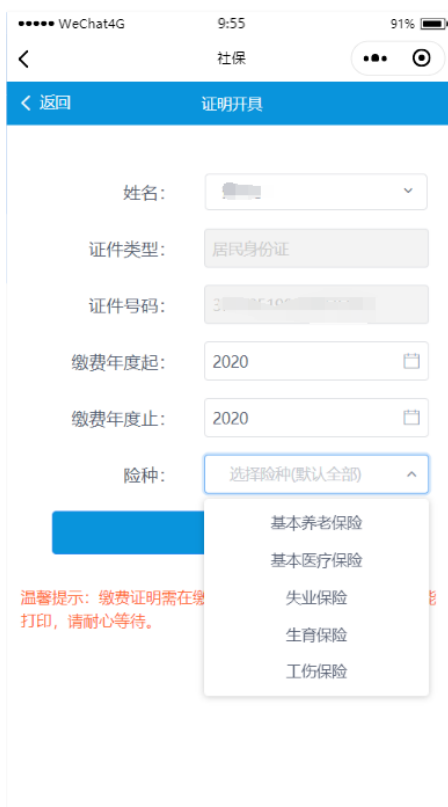 WeChat4G 9:55 91%
社保
返回 证明开具
姓名：
证件类型： 居民身份证
证件号码： 3
缴费年度起： 2020
缴费年度止： 2020
险种： 选择险种(默认全部)
基本养老保险
基本医疗保险
失业保险
生育保险
工伤保险
温馨提示：缴费证明需在缴
打印，请耐心等待。